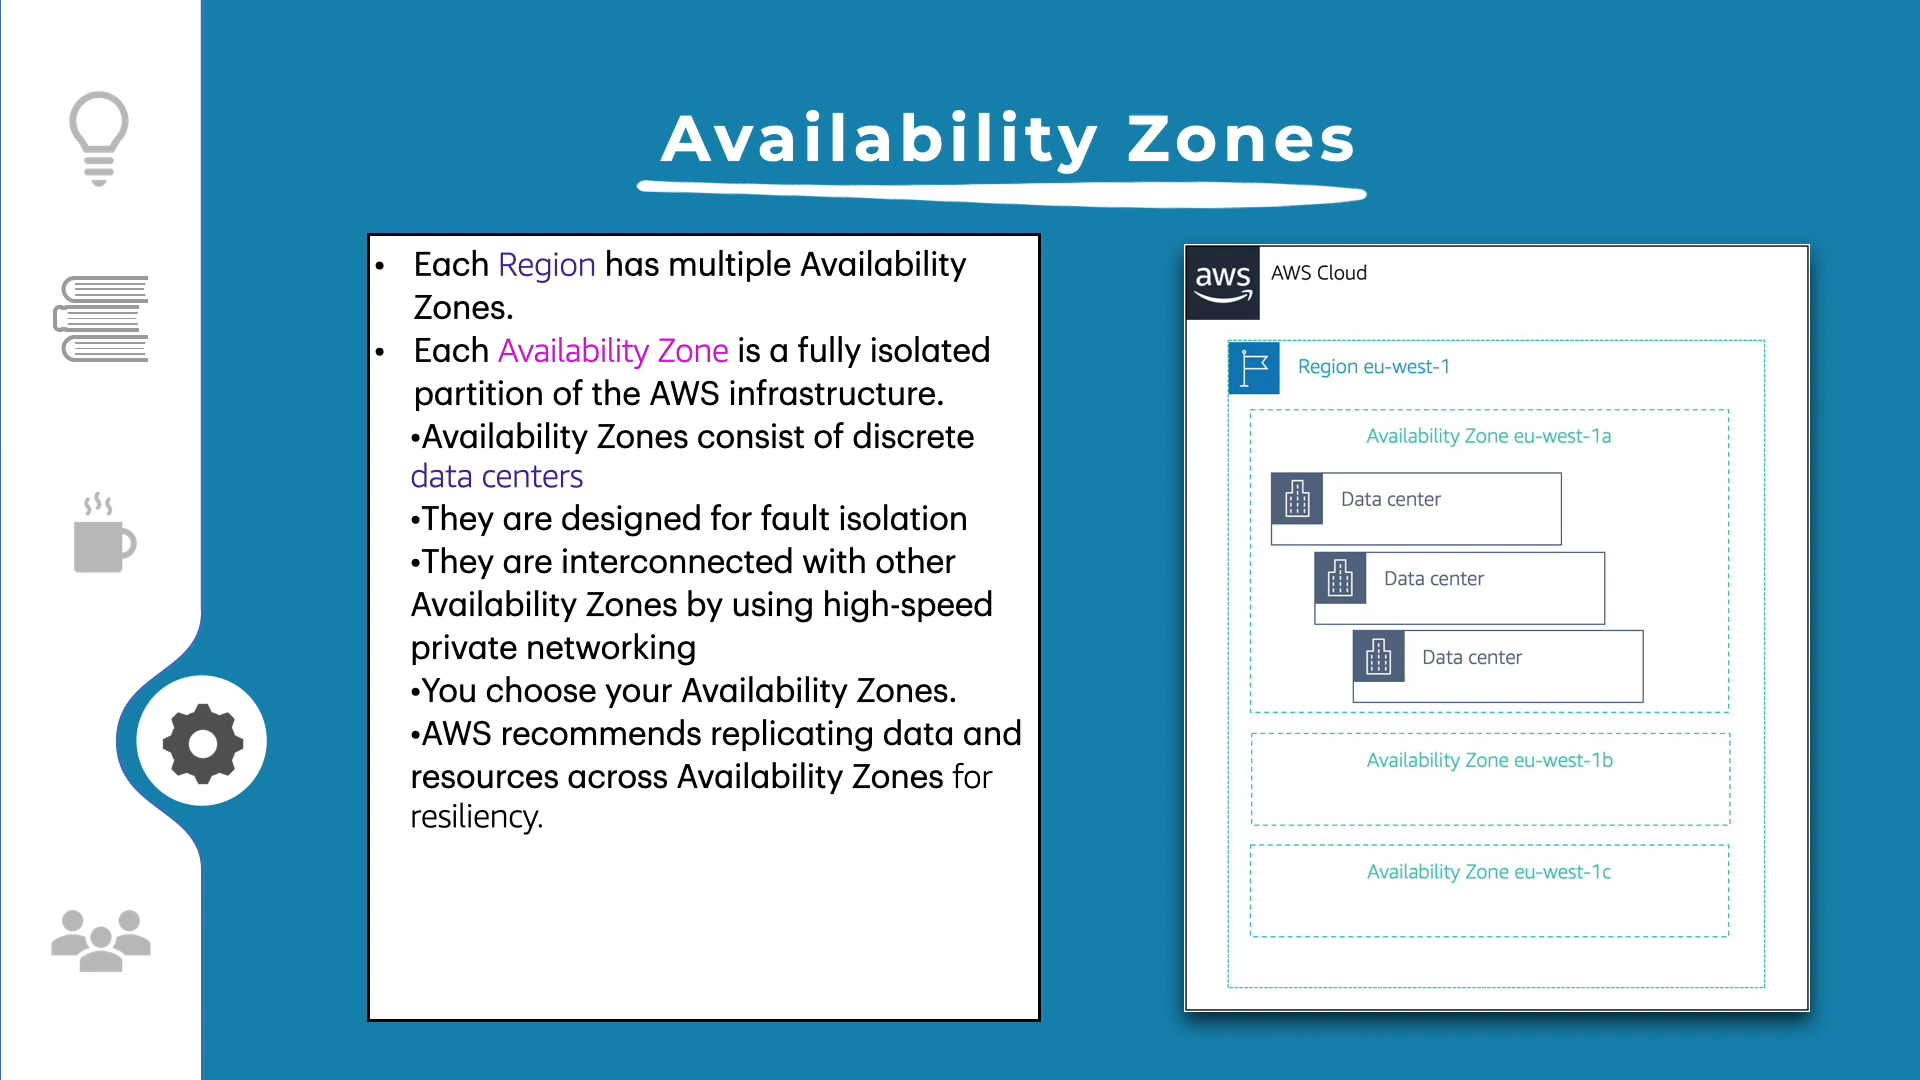 Availability Zones
• Each Region has multiple Availability
Zones.
• Each Availability Zone is a fully isolated
partition of the AWS infrastructure.
•Availability Zones consist of discrete
data centers
•They are designed for fault isolation
•They are interconnected with other
Availability Zones by using high-speed
private networking
•You choose your Availability Zones.
•AWS recommends replicating data and
resources across Availability Zones for
resiliency.
aws
AWS Cloud
Region eu-west-1
Availability Zone eu-west-1a
Data center
Data center
Data center
Availability Zone eu-west-1b
Availability Zone eu-west-1c